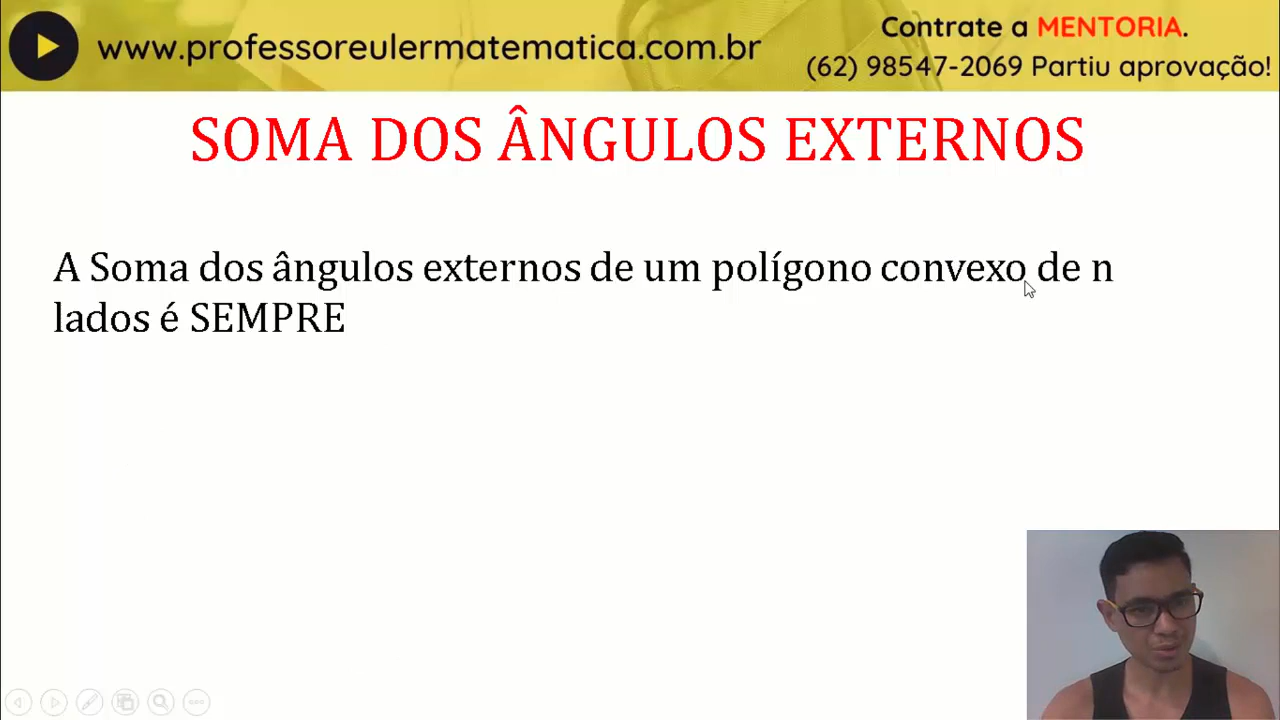 www.professoreulermatematica.com.br
Contrate a MENTORIA.
(62) 98547-2069 Partiu aprovação!
SOMA DOS ÂNGULOS EXTERNOS
A Soma dos ângulos externos de um polígono convexo de n
lados é SEMPRE